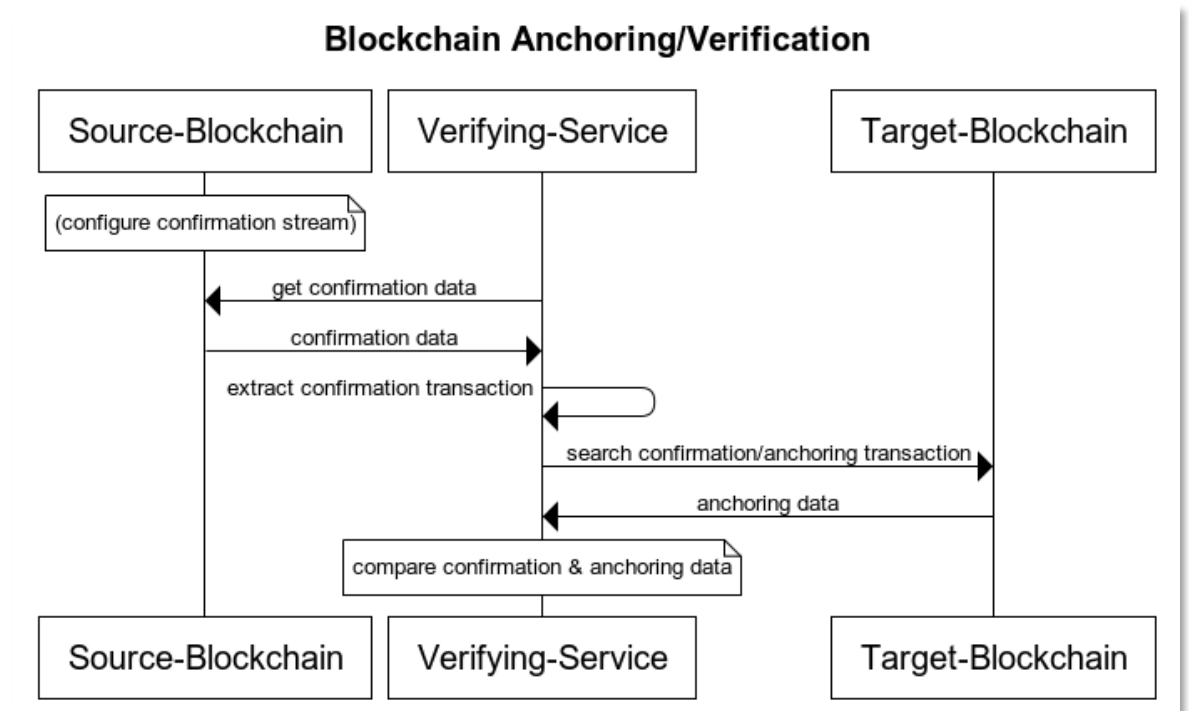 Blockchain Anchoring/Verification
Source-Blockchain
Verifying-Service
Target-Blockchain
(configure confirmation stream)
get confirmation data
confirmation data
extract confirmation transaction
search confirmation/anchoring transaction
anchoring data
compare confirmation & anchoring data
Source-Blockchain
Verifying-Service
Target-Blockchain